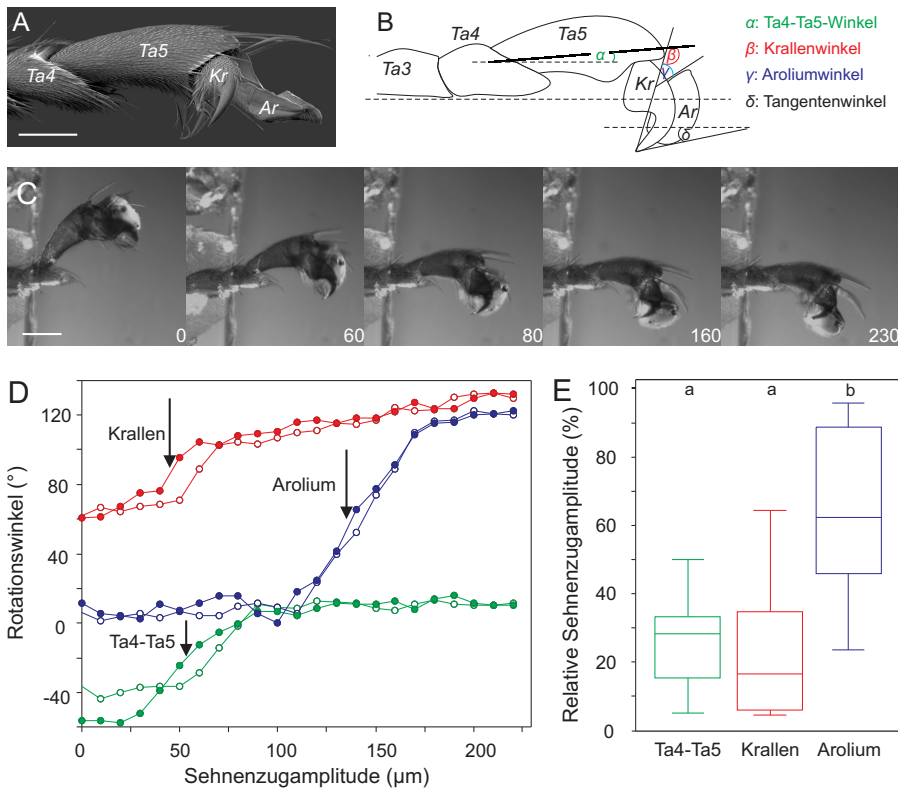 A
Ta4
Ta5
Kr
Ar
B
Ta3
Ta4
Ta5
α
β
γ
Kr
Ar
δ
α: Ta4-Ta5-Winkel
β: Krallenwinkel
γ: Aroliumwinkel
δ: Tangentenwinkel
C
0
60
80
160
230
D
Rotationswinkel (°)
120
80
40
0
-40
Krallen
Arolium
Ta4-Ta5
0 50 100 150 200
Sehnenzugamplitude (µm)
E
Relative Sehnenzugamplitude (%)
100
80
60
40
20
0
a a b
Ta4-Ta5 Krallen Arolium